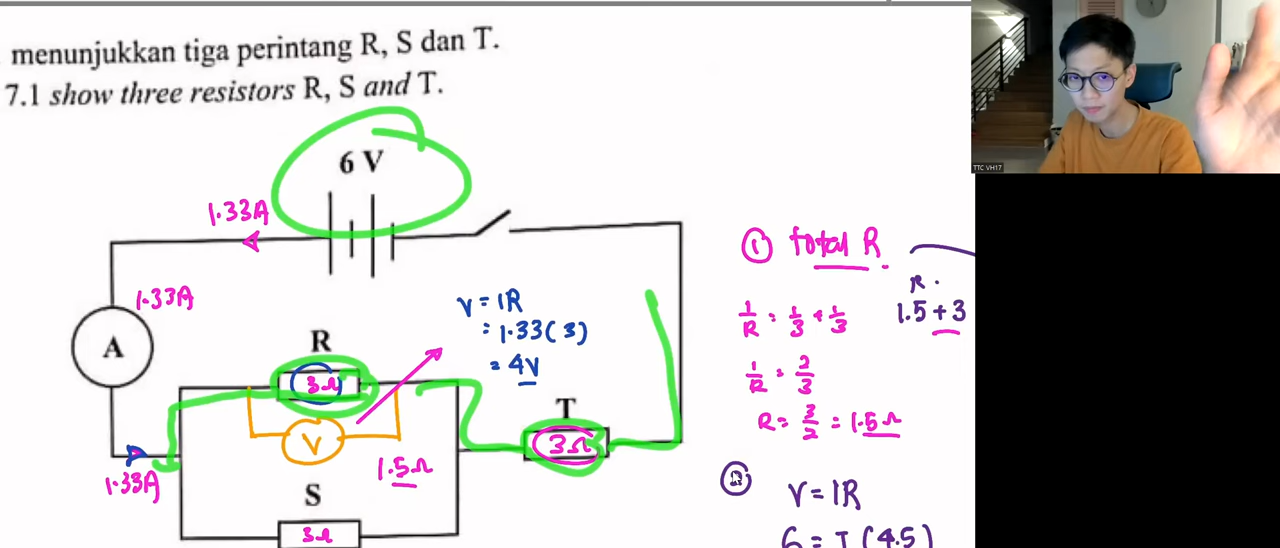 menunjukkan tiga perintang R, S dan T.
7.1 show three resistors R, S and T.
6 V
1.33A
1.33A
A
1.33A
R
3Ω
V
1.5Ω
S
3Ω
V = IR
= 1.33(3)
= 4V
T
3Ω
① total R.
1/R = 1/3 + 1/3
1/R = 2/3
R = 3/2 = 1.5Ω
R.
1.5 + 3
②
V = IR
6 = I (4.5)
TTC VH17